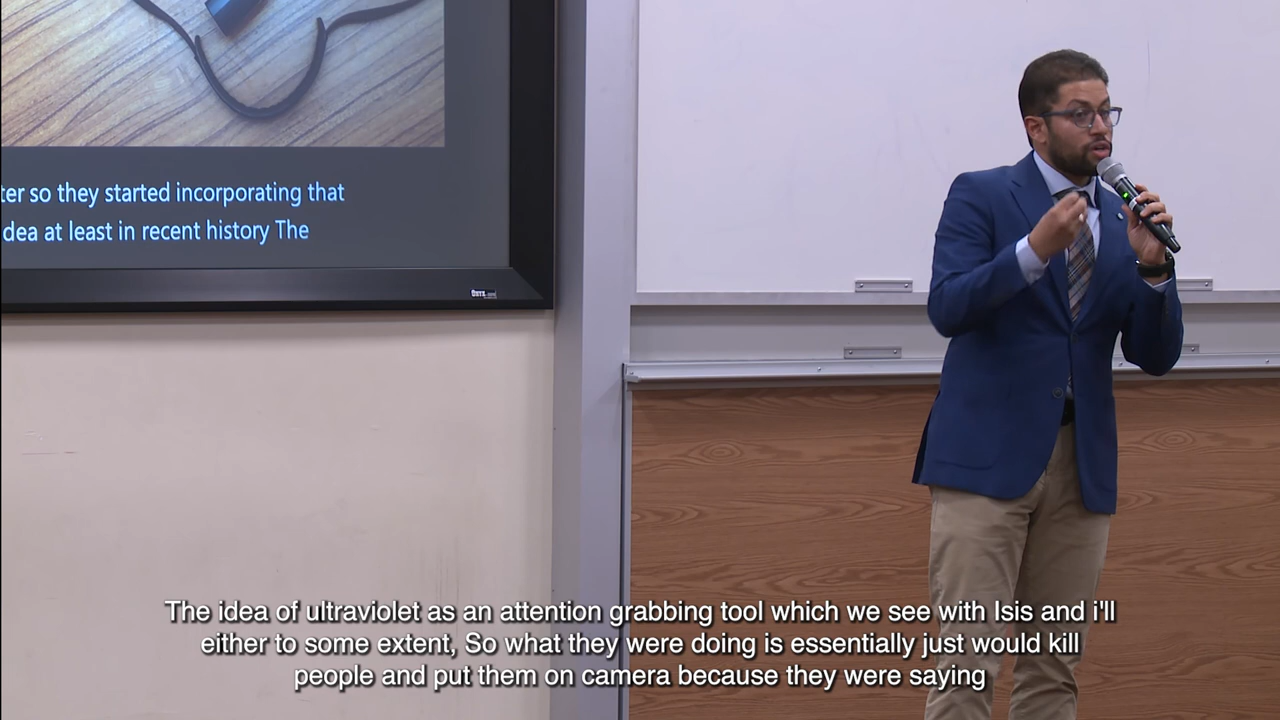 ter so they started incorporating that
dea at least in recent history The
The idea of ultraviolet as an attention grabbing tool which we see with Isis and i'll
either to some extent, So what they were doing is essentially just would kill
people and put them on camera because they were saying